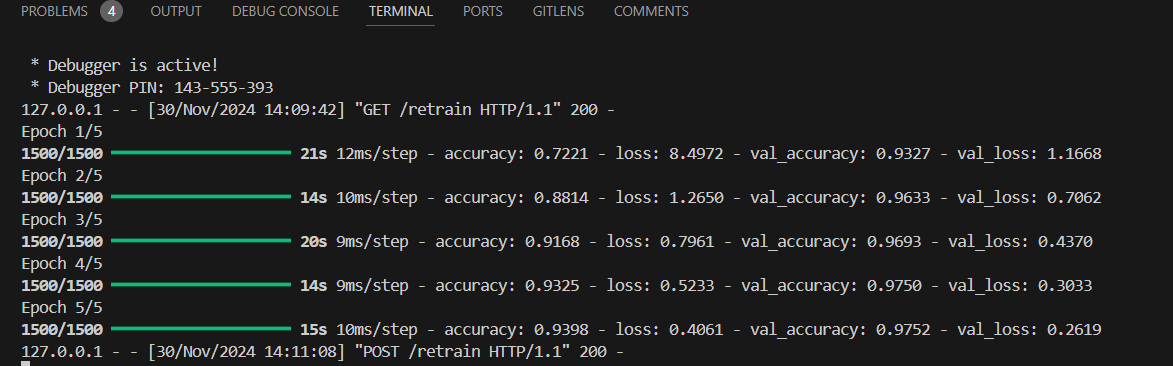 PROBLEMS 4 OUTPUT DEBUG CONSOLE TERMINAL PORTS GITLENS COMMENTS
* Debugger is active!
* Debugger PIN: 143-555-393
127.0.0.1 - - [30/Nov/2024 14:09:42] "GET /retrain HTTP/1.1" 200 -
Epoch 1/5
1500/1500 ━━━━━━━━━━━━━━━━━━━━ 21s 12ms/step - accuracy: 0.7221 - loss: 8.4972 - val_accuracy: 0.9327 - val_loss: 1.1668
Epoch 2/5
1500/1500 ━━━━━━━━━━━━━━━━━━━━ 14s 10ms/step - accuracy: 0.8814 - loss: 1.2650 - val_accuracy: 0.9633 - val_loss: 0.7062
Epoch 3/5
1500/1500 ━━━━━━━━━━━━━━━━━━━━ 20s 9ms/step - accuracy: 0.9168 - loss: 0.7961 - val_accuracy: 0.9693 - val_loss: 0.4370
Epoch 4/5
1500/1500 ━━━━━━━━━━━━━━━━━━━━ 14s 9ms/step - accuracy: 0.9325 - loss: 0.5233 - val_accuracy: 0.9750 - val_loss: 0.3033
Epoch 5/5
1500/1500 ━━━━━━━━━━━━━━━━━━━━ 15s 10ms/step - accuracy: 0.9398 - loss: 0.4061 - val_accuracy: 0.9752 - val_loss: 0.2619
127.0.0.1 - - [30/Nov/2024 14:11:08] "POST /retrain HTTP/1.1" 200 -